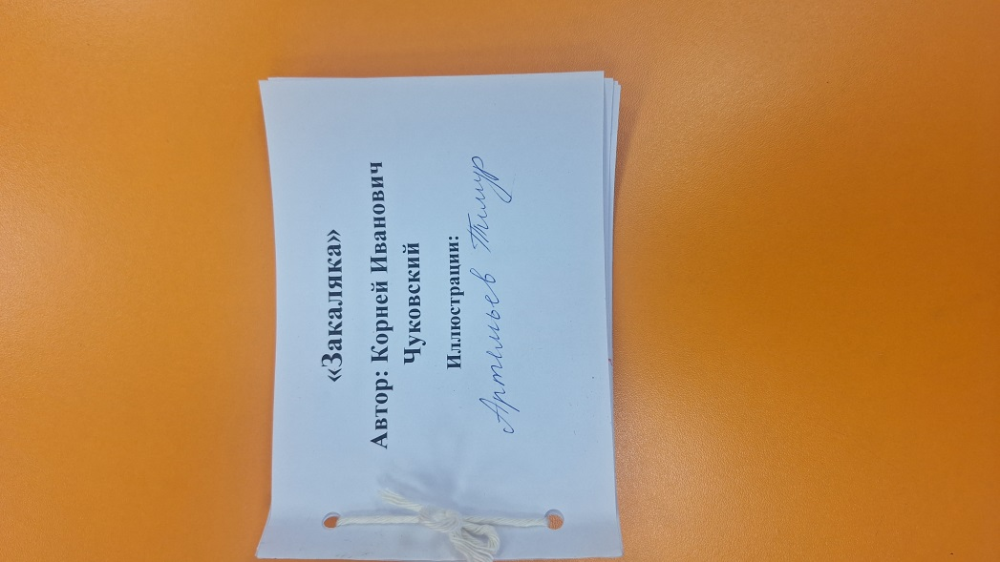 «Закаляка»
Автор: Корней Иванович
Чуковский
Иллюстрации:
Артемьев Тимур